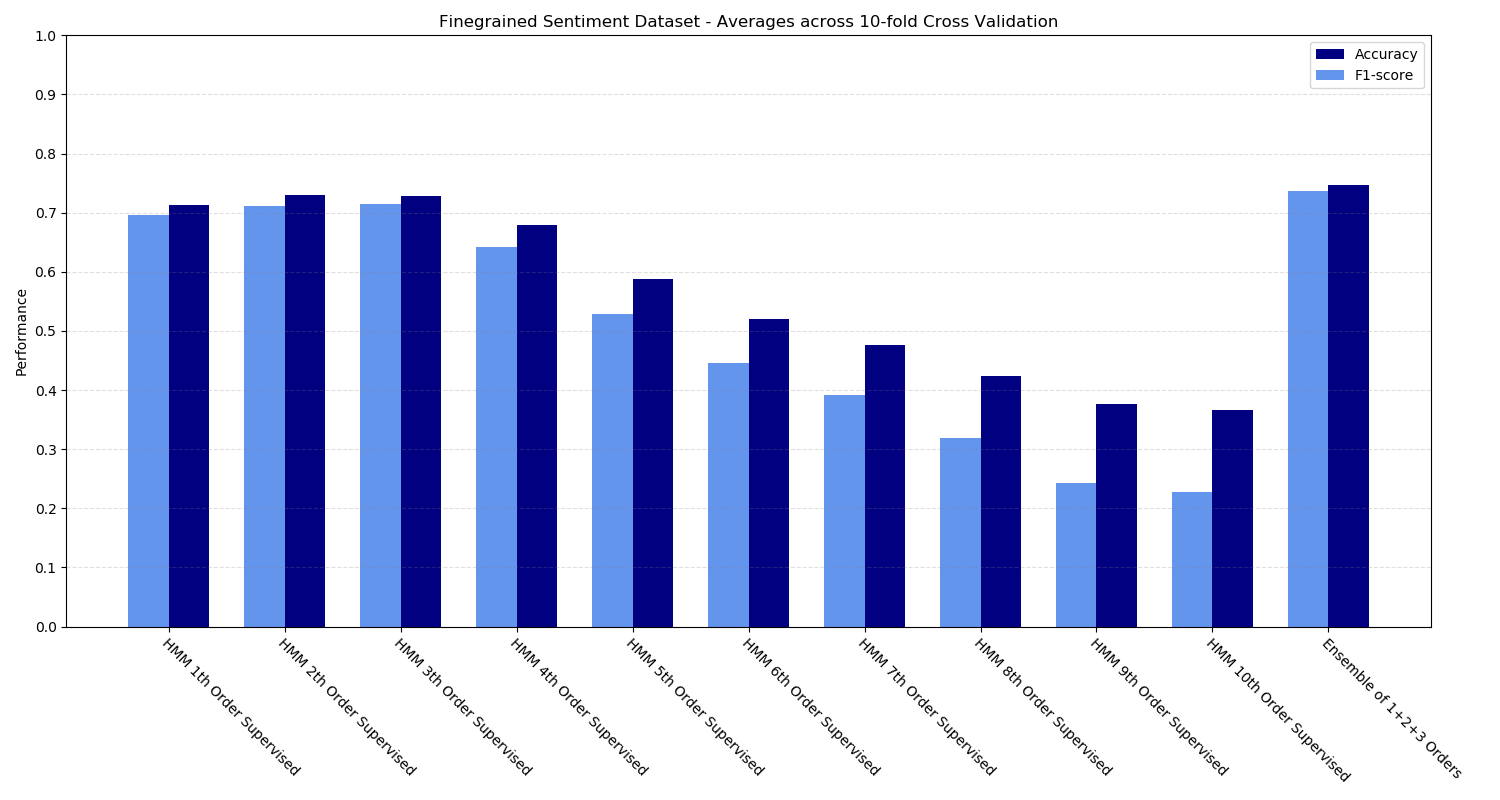 Finegrained Sentiment Dataset - Averages across 10-fold Cross Validation
Accuracy
F1-score
Performance
1.0
0.9
0.8
0.7
0.6
0.5
0.4
0.3
0.2
0.1
0.0
HMM 1th Order Supervised
HMM 2th Order Supervised
HMM 3th Order Supervised
HMM 4th Order Supervised
HMM 5th Order Supervised
HMM 6th Order Supervised
HMM 7th Order Supervised
HMM 8th Order Supervised
HMM 9th Order Supervised
HMM 10th Order Supervised
Ensemble of 1+2+3 Orders